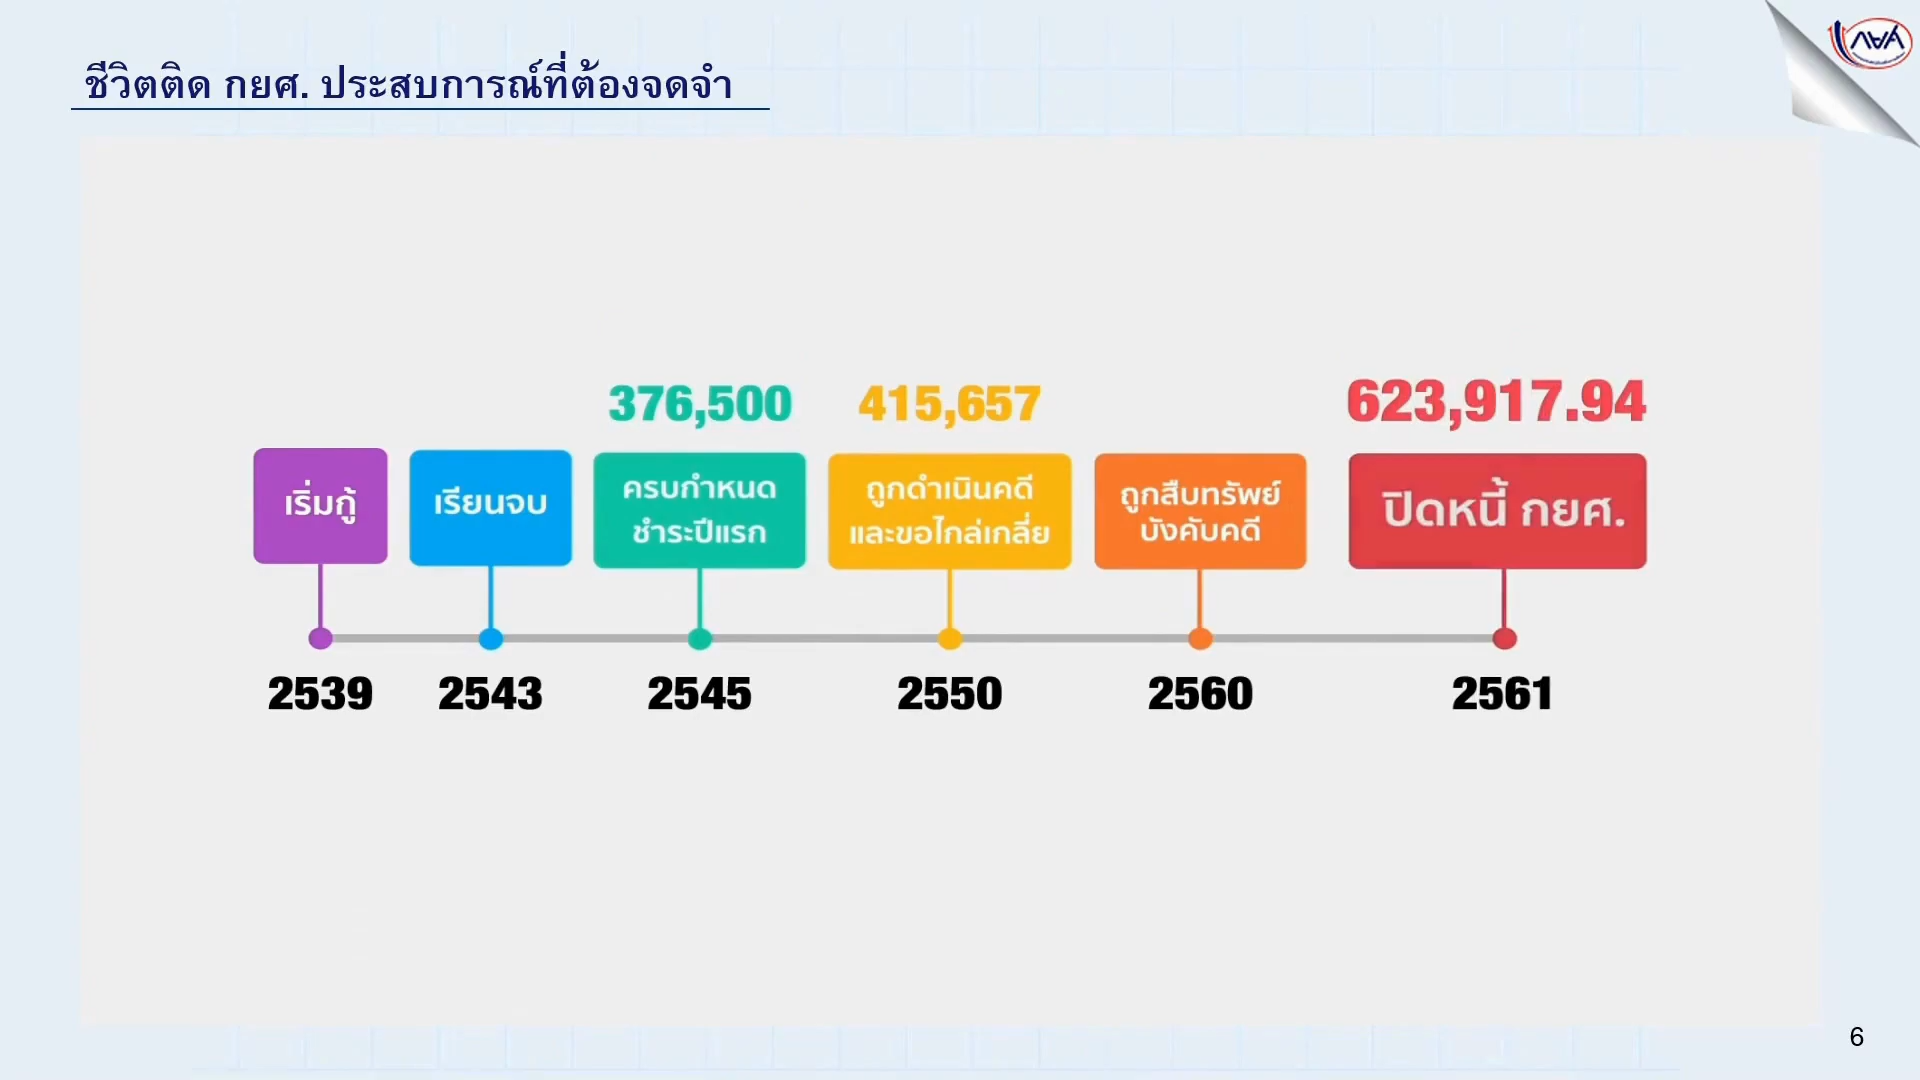 ชีวิตติด กยศ. ประสบการณ์ที่ต้องจดจำ
กยศ
376,500
415,657
623,917.94
เริ่มกู้
เรียนจบ
ครบกำหนด
ชำระปีแรก
ถูกดำเนินคดี
และขอไกล่เกลี่ย
ถูกสืบทรัพย์
บังคับคดี
ปิดหนี้ กยศ.
2539
2543
2545
2550
2560
2561
6